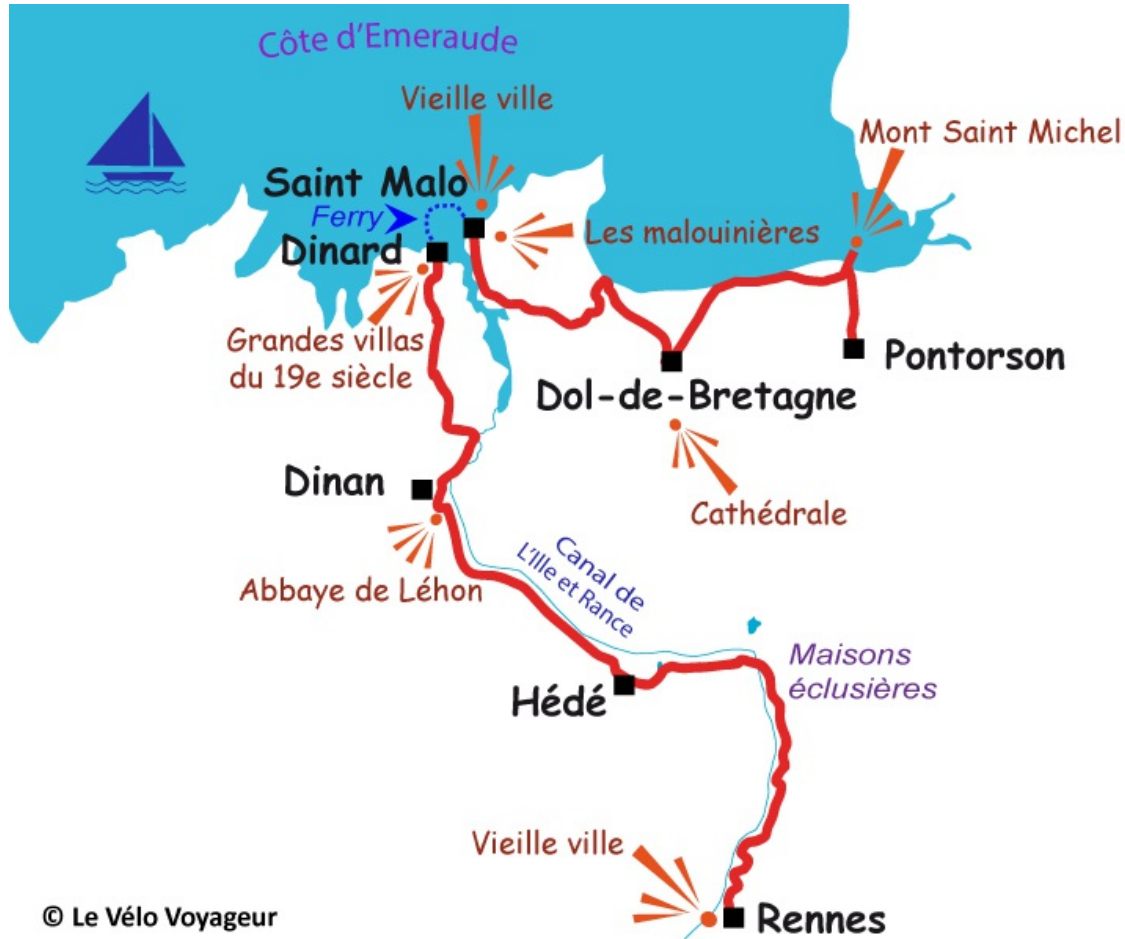 Côte d'Emeraude
Vieille ville
Mont Saint Michel
Saint Malo
Ferry
Les malouinières
Dinard
Grandes villas
du 19e siècle
Pontorson
Dol-de-Bretagne
Dinan
Cathédrale
Abbaye de Léhon
Canal de
L'Ille et Rance
Maisons
éclusières
Hédé
Vieille ville
Rennes
© Le Vélo Voyageur